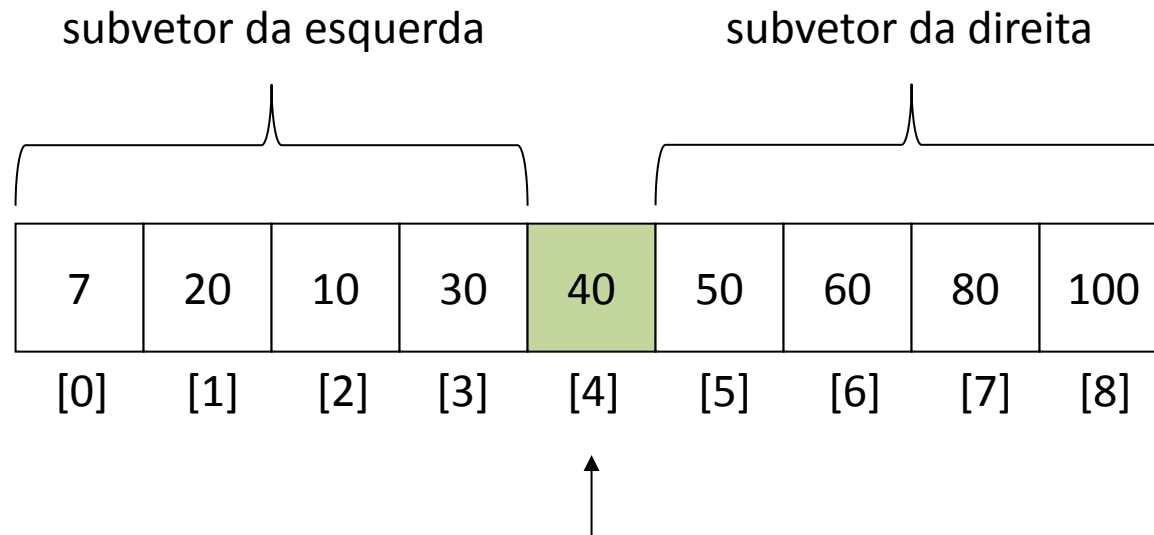 subvetor da esquerda subvetor da direita
7 20 10 30 40 50 60 80 100
[0] [1] [2] [3] [4] [5] [6] [7] [8]